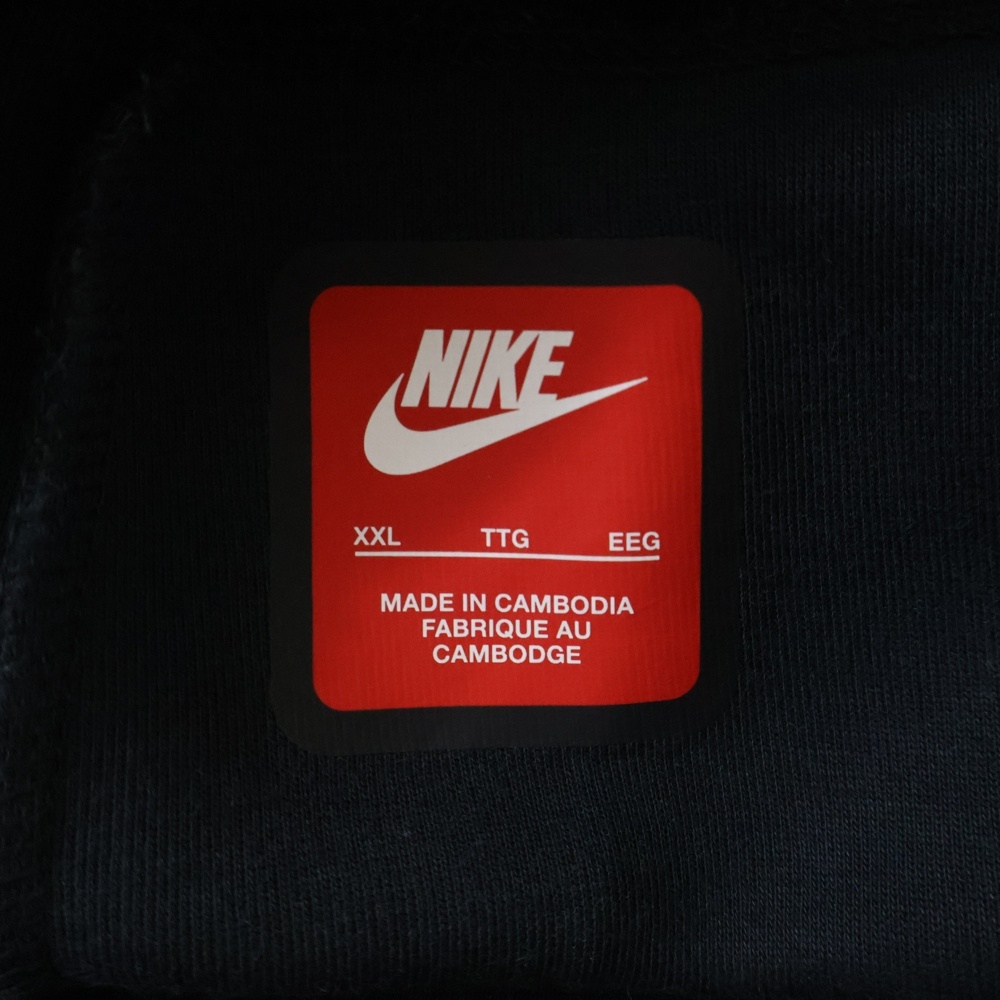 NIKE
XXL TTG EEG
MADE IN CAMBODIA
FABRIQUE AU
CAMBODGE